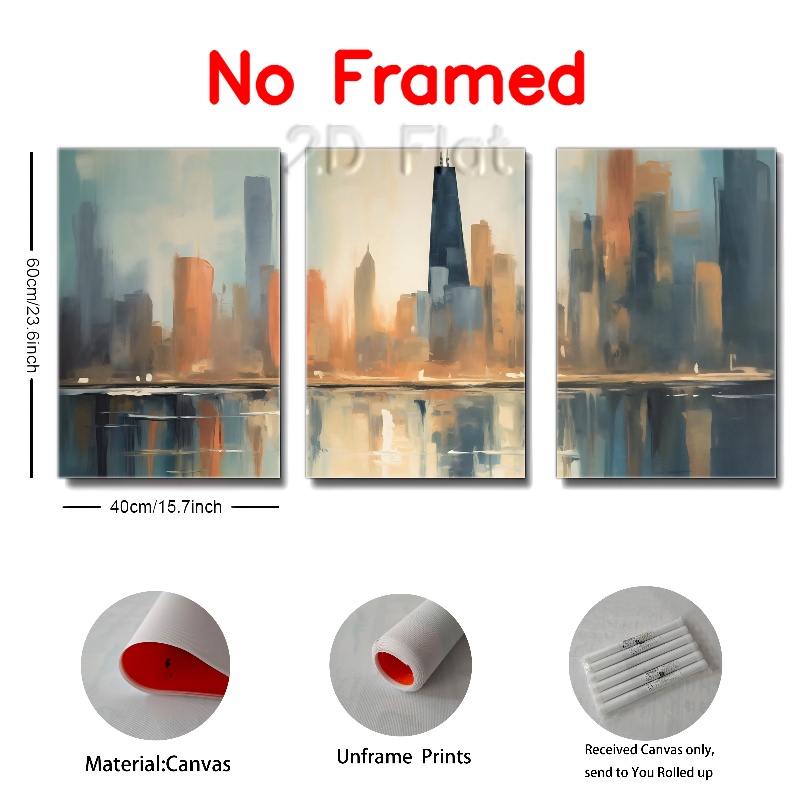 No Framed
2D Flat
60cm/23.6inch
40cm/15.7inch
Material:Canvas
Unframe Prints
Received Canvas only,
send to You Rolled up